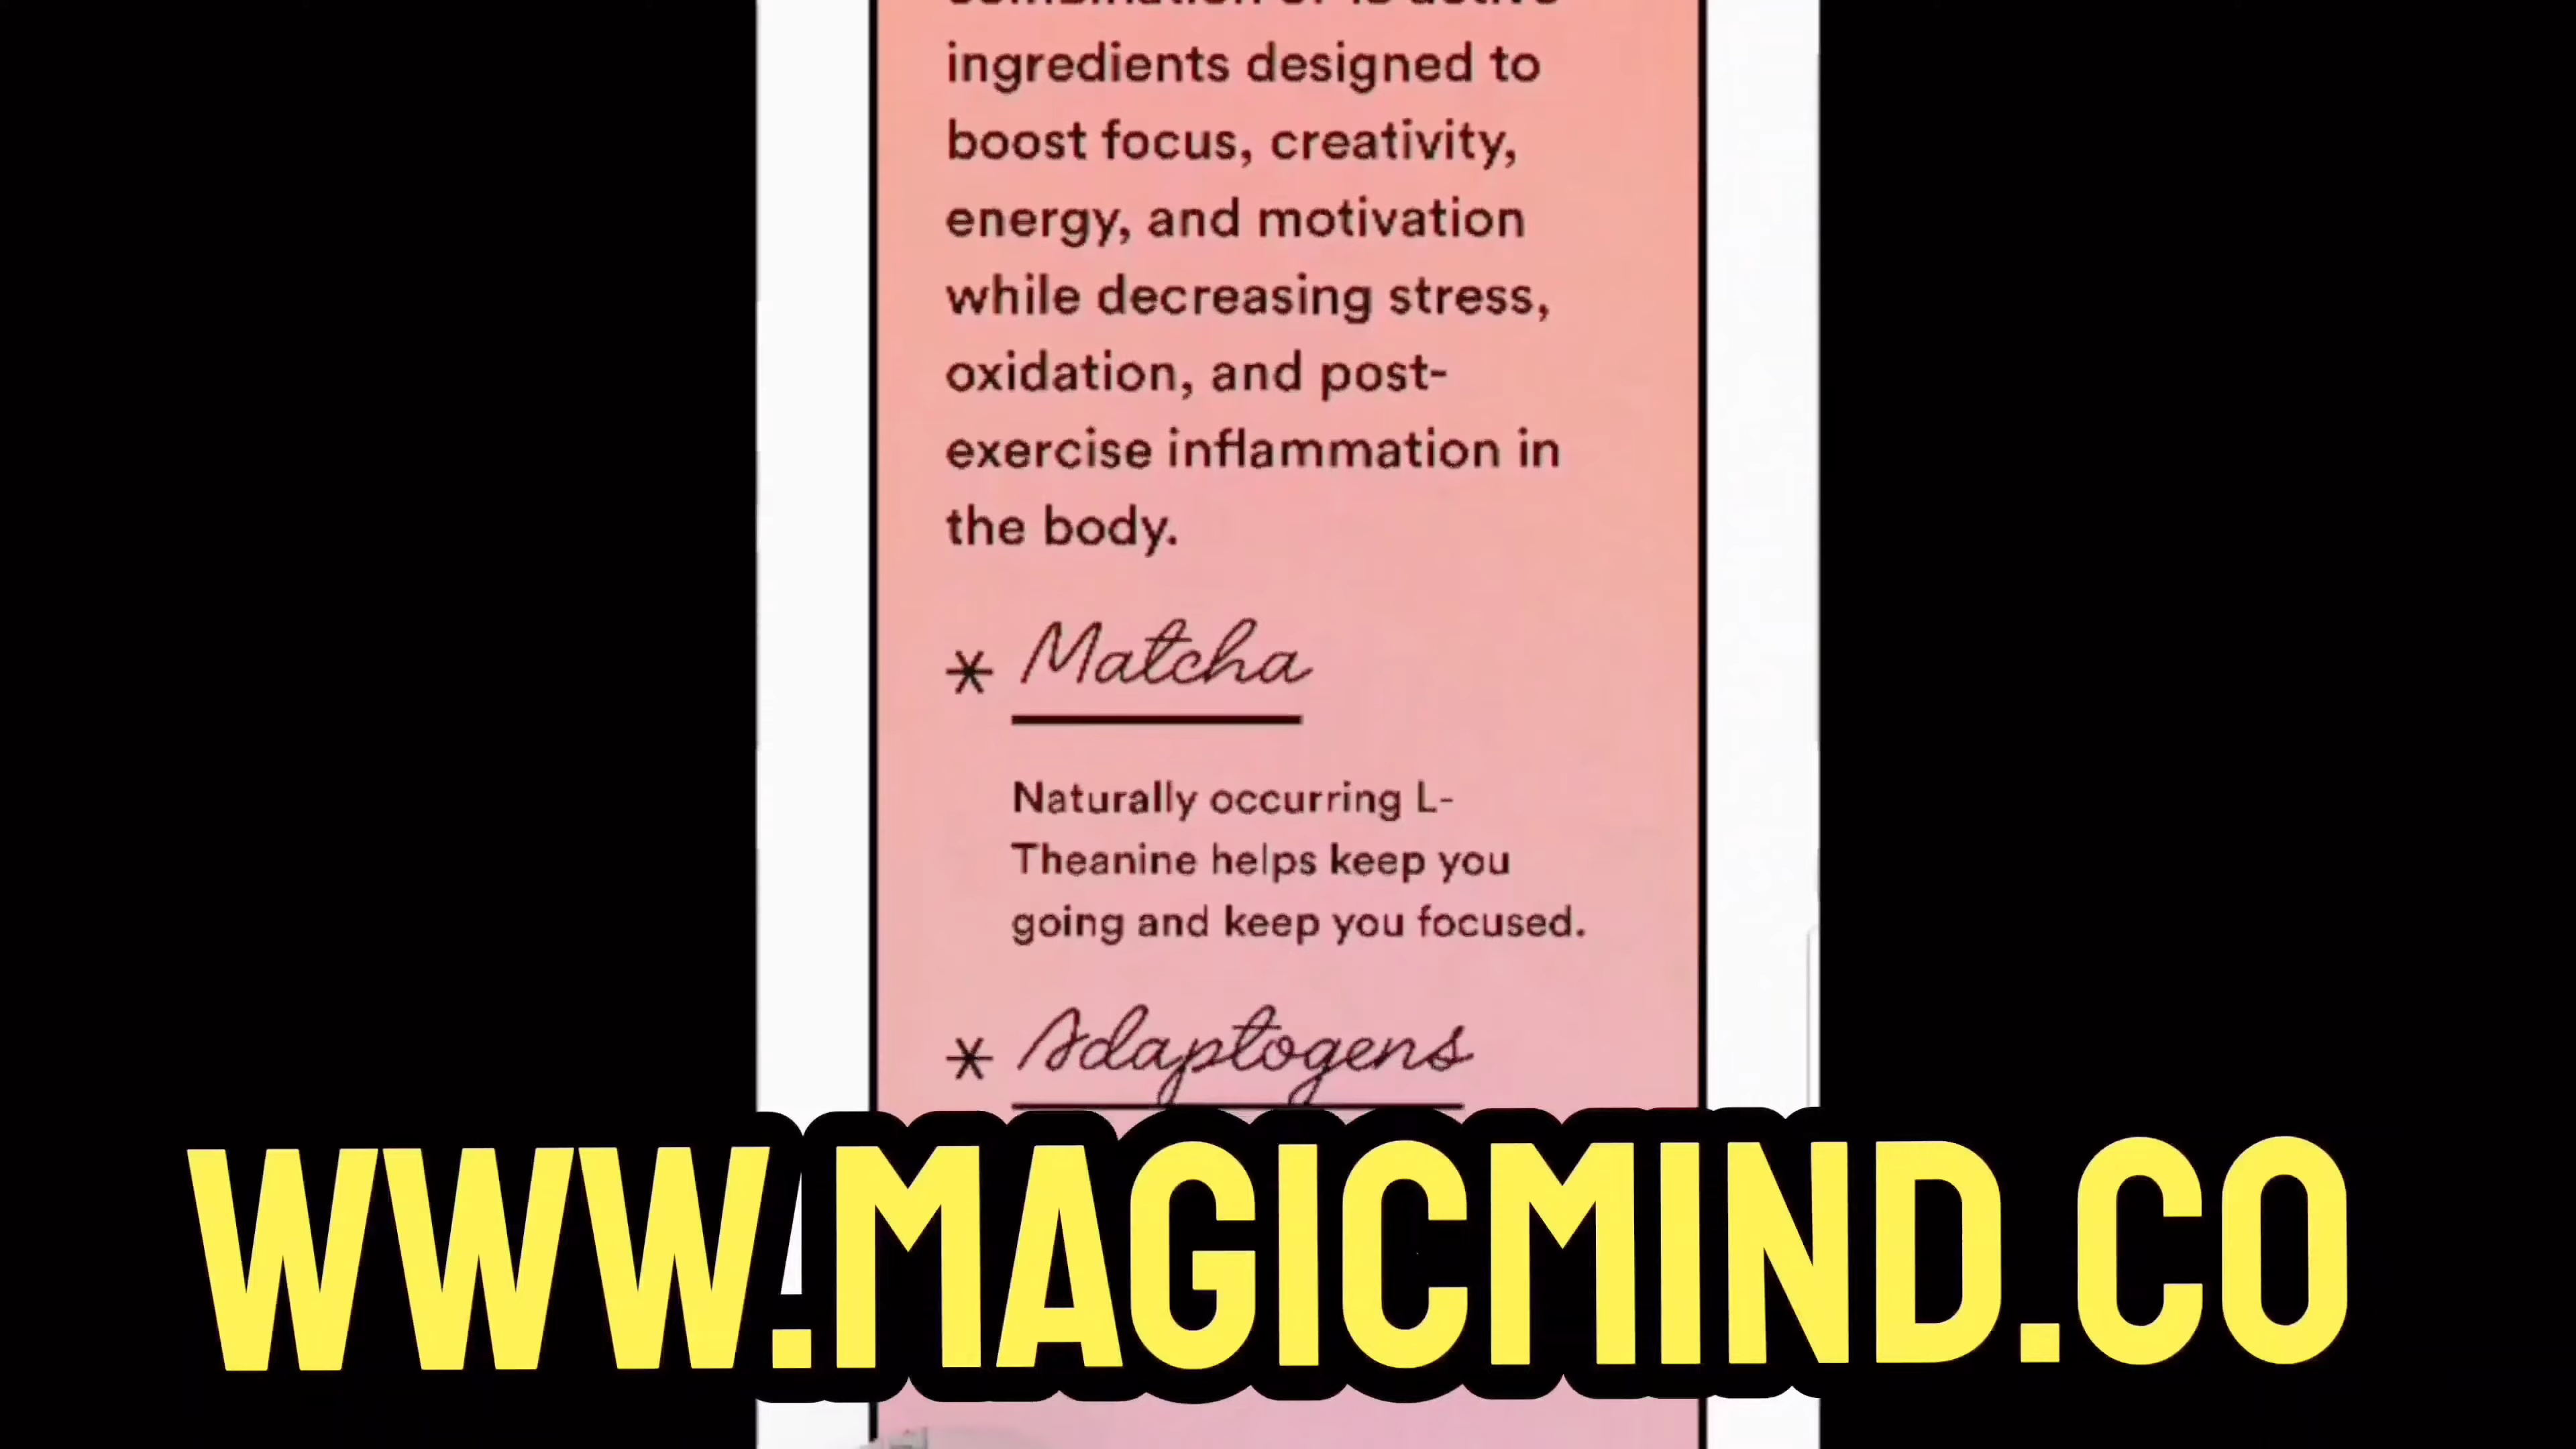 ingredients designed to
boost focus, creativity,
energy, and motivation
while decreasing stress,
oxidation, and post-
exercise inflammation in
the body.
* Matcha
Naturally occurring L-
Theanine helps keep you
going and keep you focused.
* Adaptogens
WWW.MAGICMIND.CO